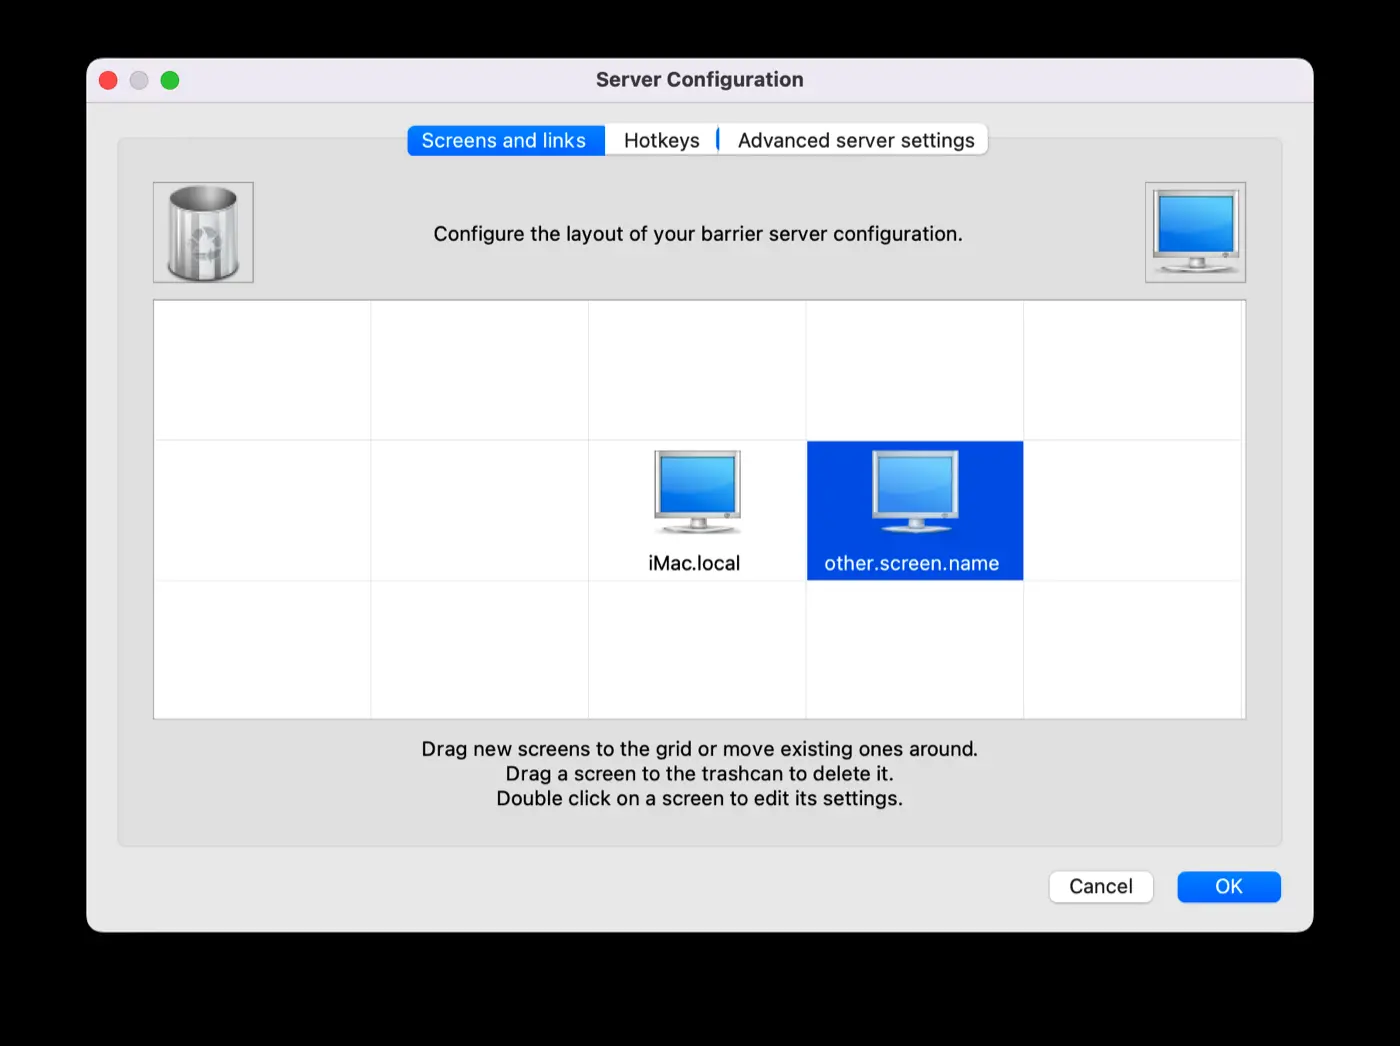 Server Configuration
Screens and links
Hotkeys
Advanced server settings
Configure the layout of your barrier server configuration.
iMac.local
other.screen.name
Drag new screens to the grid or move existing ones around.
Drag a screen to the trashcan to delete it.
Double click on a screen to edit its settings.
Cancel
OK